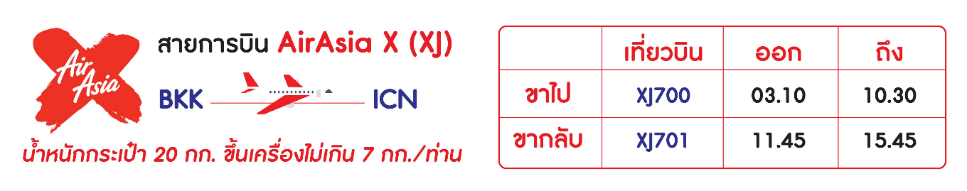 สายการบิน AirAsia X (XJ)
Air
Asia
BKK ICN
น้ำหนักกระเป๋า 20 กก. ขึ้นเครื่องไม่เกิน 7 กก./ท่าน
เที่ยวบิน ออก ถึง
ขาไป XJ700 03.10 10.30
ขากลับ XJ701 11.45 15.45